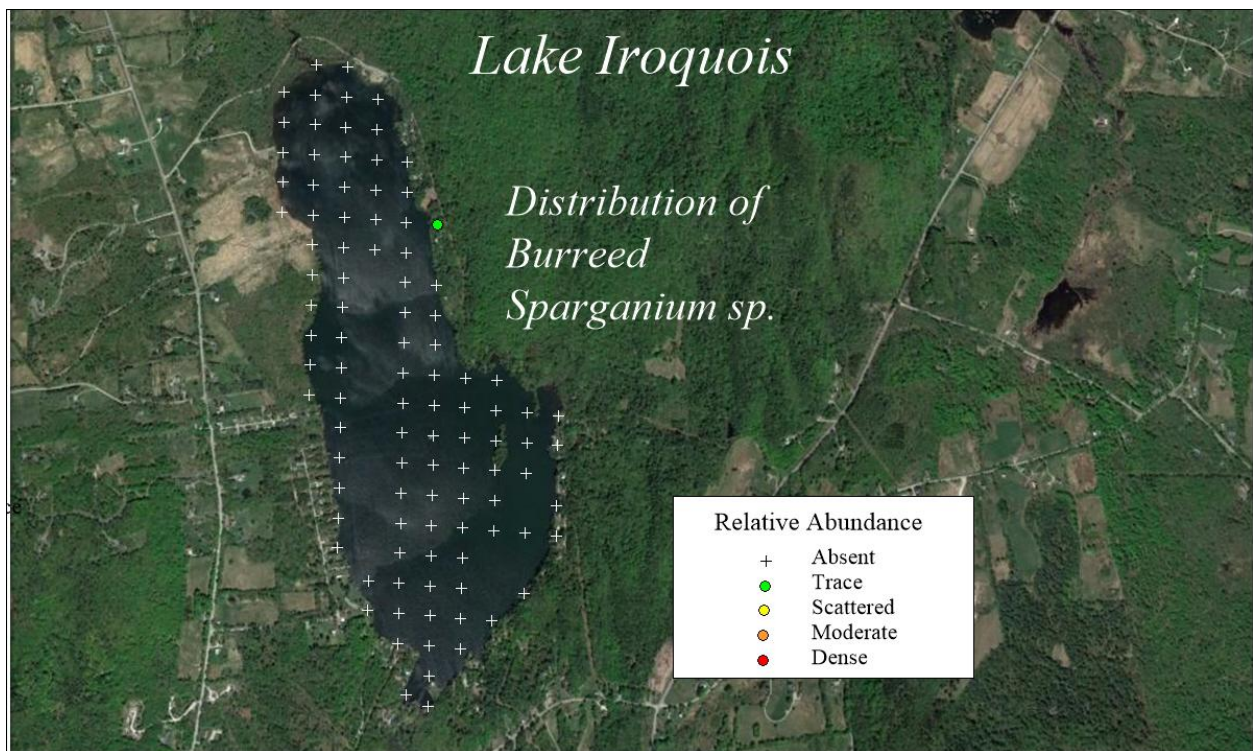 Lake Iroquois
Distribution of
Burreed
Sparganium sp.
Relative Abundance
Absent
Trace
Scattered
Moderate
Dense